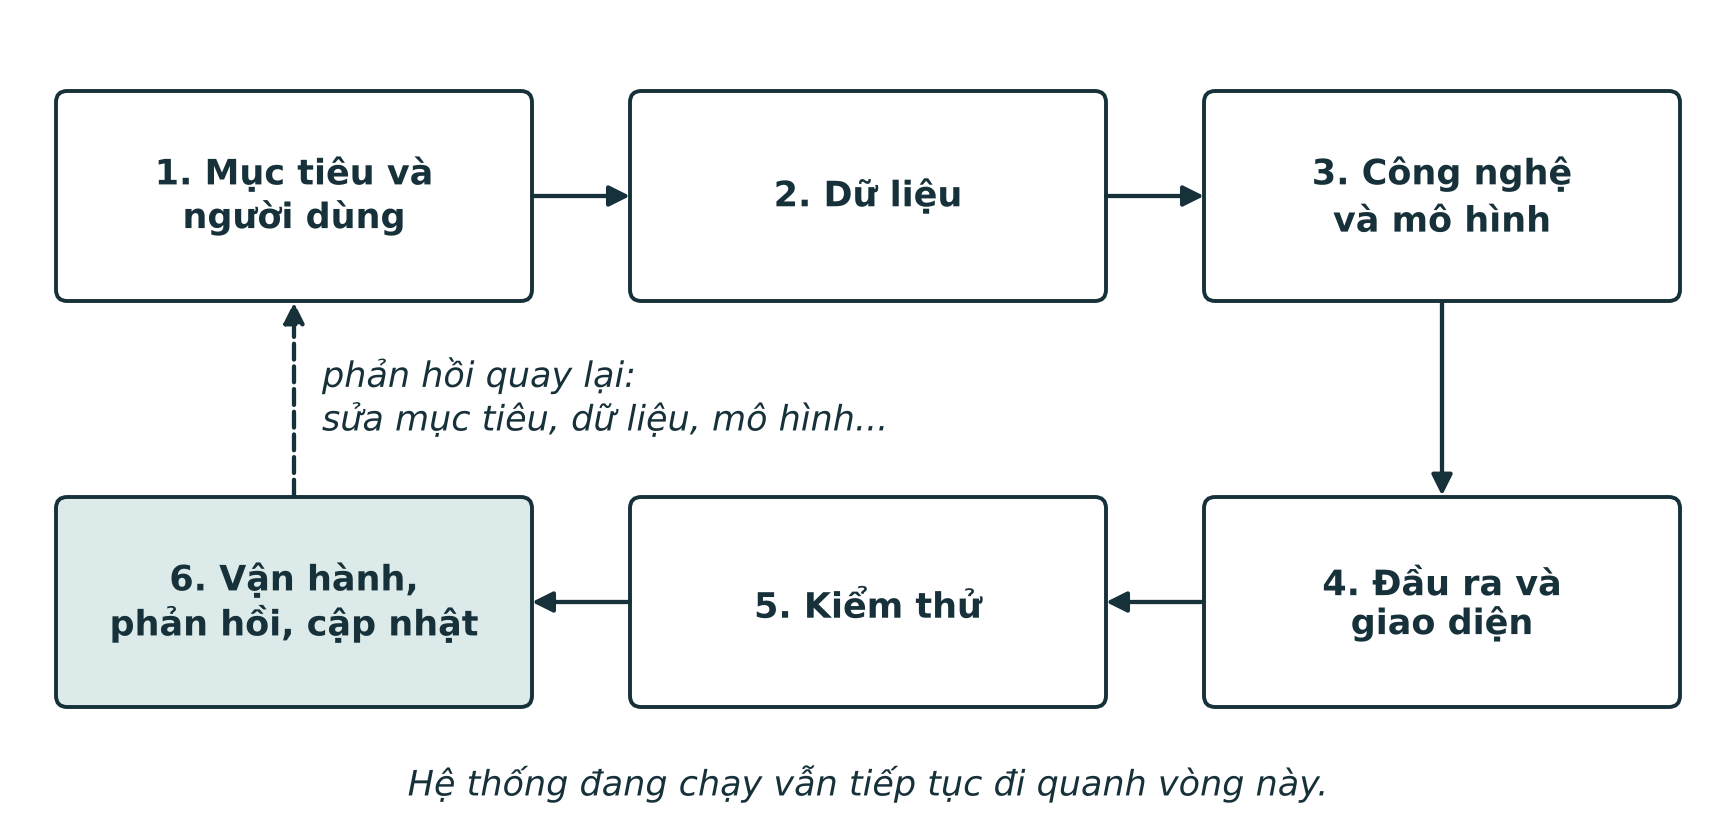 1. Mục tiêu và
người dùng
2. Dữ liệu
3. Công nghệ
và mô hình
phản hồi quay lại:
sửa mục tiêu, dữ liệu, mô hình...
6. Vận hành,
phản hồi, cập nhật
5. Kiểm thử
4. Đầu ra và
giao diện
Hệ thống đang chạy vẫn tiếp tục đi quanh vòng này.